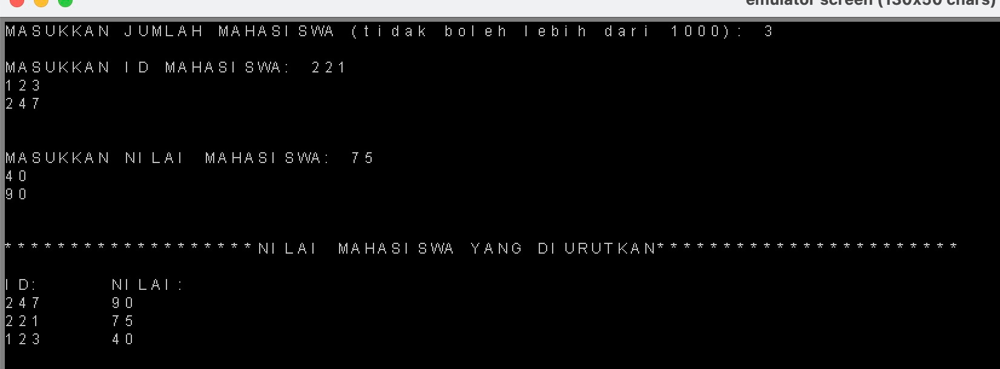 emulator screen (130x50 chars)
MASUKKAN JUMLAH MAHASISWA (tidak boleh lebih dari 1000): 3
MASUKKAN ID MAHASISWA: 221
123
247
MASUKKAN NILAI MAHASISWA: 75
40
90
*******************NILAI MAHASISWA YANG DIURUTKAN***********************
ID: NILAI:
247 90
221 75
123 40